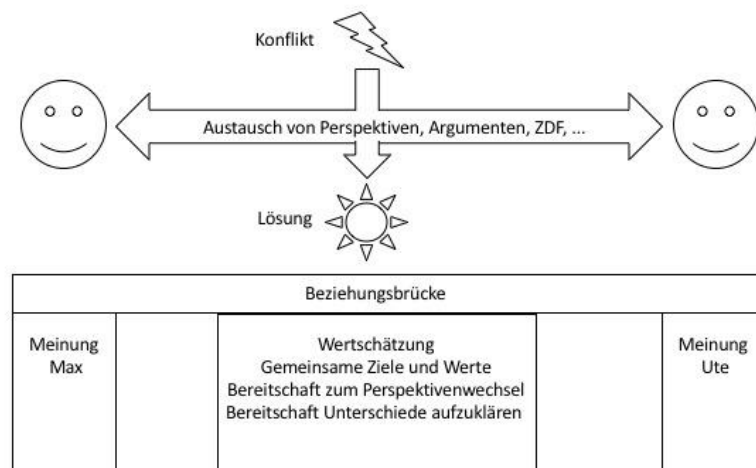 Konflikt
Austausch von Perspektiven, Argumenten, ZDF, ...
Lösung
Beziehungsbrücke
Meinung
Max
Wertschätzung
Gemeinsame Ziele und Werte
Bereitschaft zum Perspektivenwechsel
Bereitschaft Unterschiede aufzuklären
Meinung
Ute